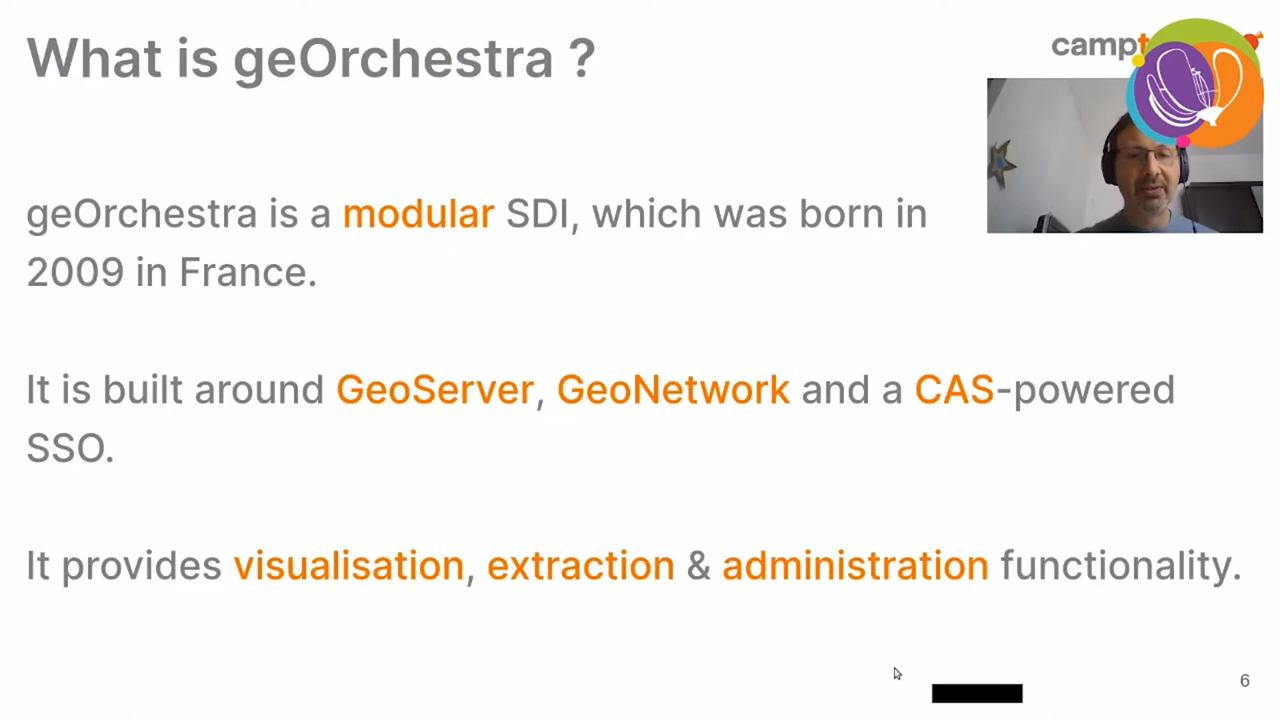 What is geOrchestra ?
camp
geOrchestra is a modular SDI, which was born in
2009 in France.
It is built around GeoServer, GeoNetwork and a CAS-powered
SSO.
It provides visualisation, extraction & administration functionality.
6